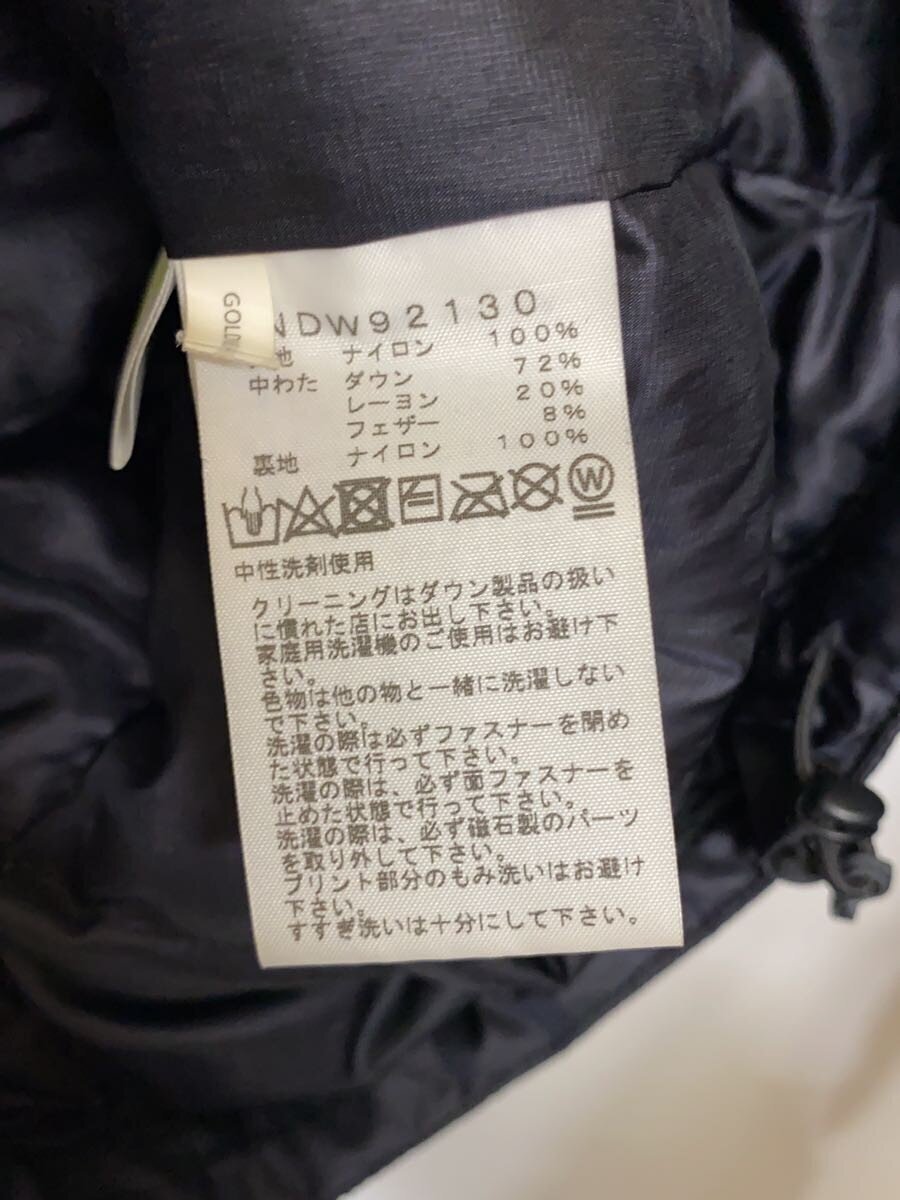 GOLD
NDW92130
地 ナイロン 100%
中わた ダウン 72%
レーヨン 20%
フェザー 8%
裏地 ナイロン 100%
W
中性洗剤使用
クリーニングはダウン製品の扱い
に慣れた店にお出し下さい。
家庭用洗濯機のご使用はお避け下
さい。
色物は他の物と一緒に洗濯しない
で下さい。
洗濯の際は必ずファスナーを閉め
た状態で行って下さい。
洗濯の際は、必ず面ファスナーを
止めた状態で行って下さい。
洗濯の際は、必ず磁石製のパーツ
を取り外して下さい。
プリント部分のもみ洗いはお避け
下さい。
すすぎ洗いは十分にして下さい。